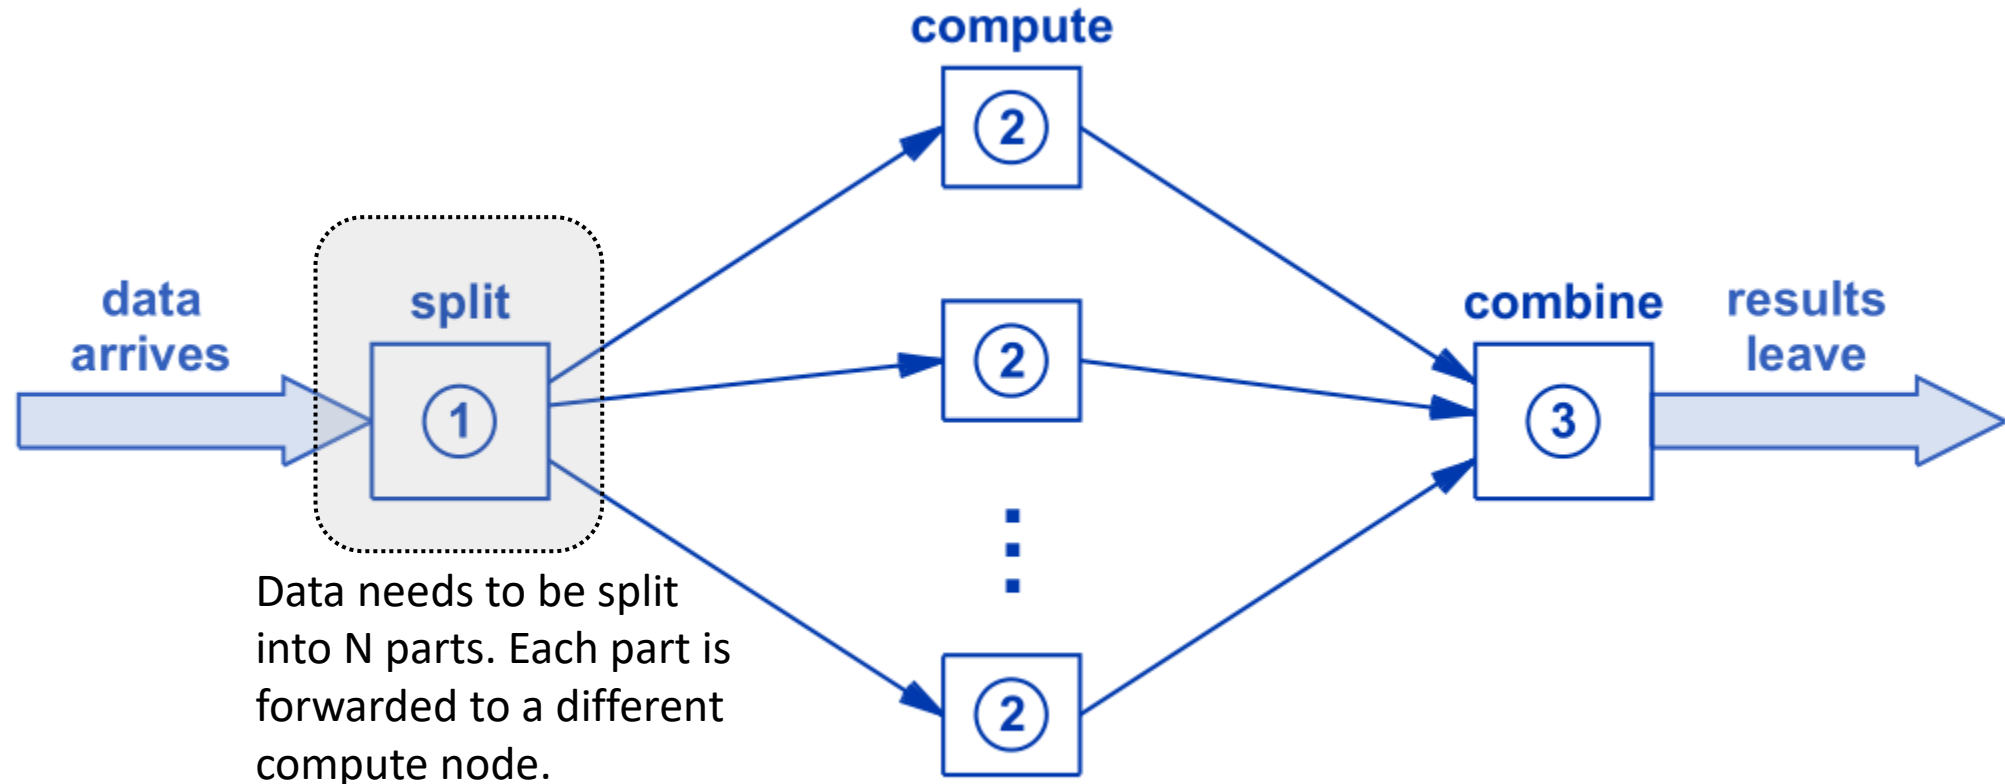 compute
2
data
arrives
split
1
2
combine
3
results
leave
Data needs to be split
into N parts. Each part is
forwarded to a different
compute node.
2